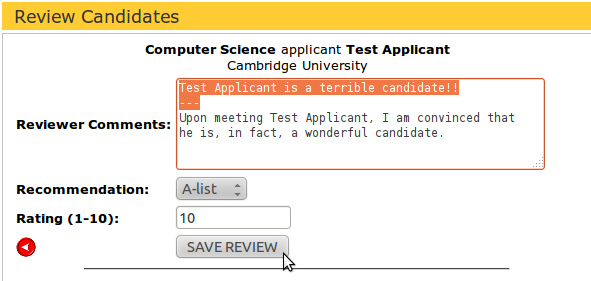 Review Candidates
Computer Science applicant Test Applicant
Cambridge University
Reviewer Comments:
Test Applicant is a terrible candidate!!
---
Upon meeting Test Applicant, I am convinced that
he is, in fact, a wonderful candidate.
Recommendation: A-list
Rating (1-10): 10
SAVE REVIEW